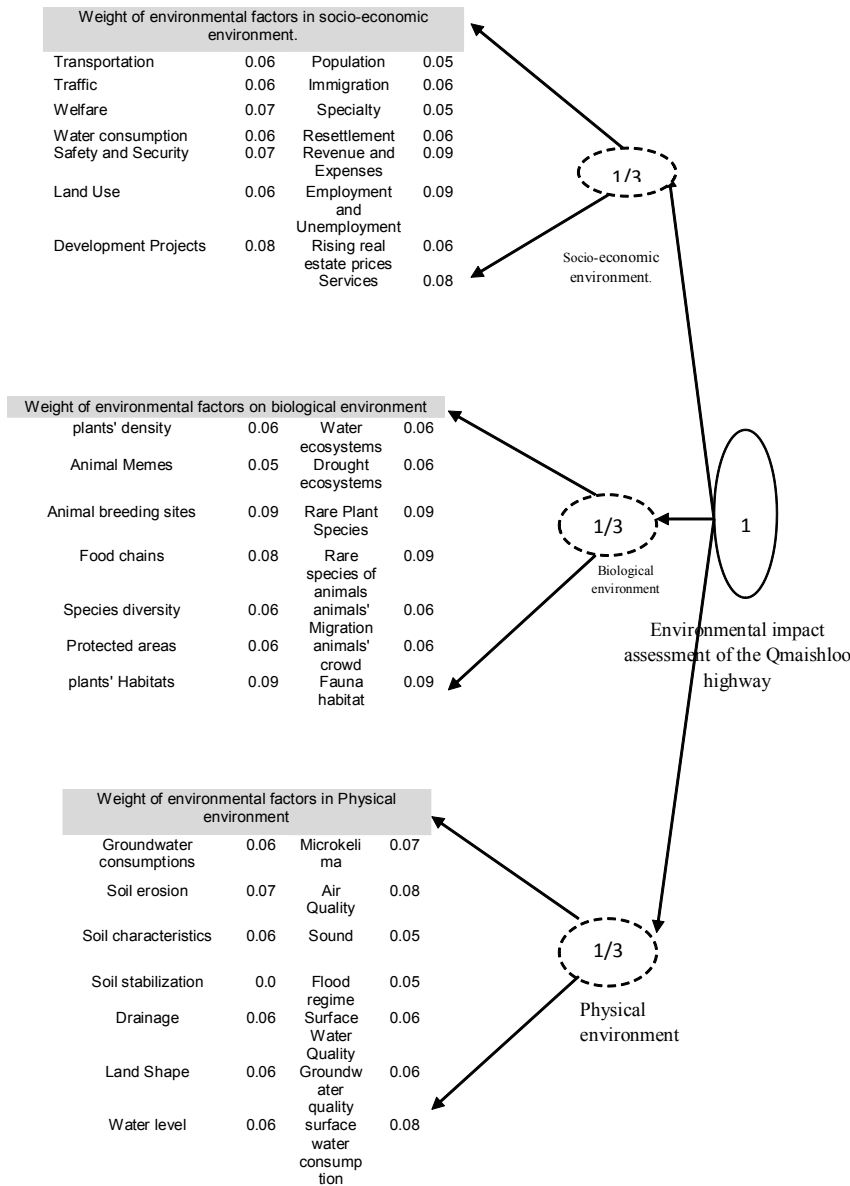 Weight of environmental factors in socio-economic
environment.
Transportation 0.06 Population 0.05
Traffic 0.06 Immigration 0.06
Welfare 0.07 Specialty 0.05
Water consumption 0.06 Resettlement 0.06
Safety and Security 0.07 Revenue and 0.09
Expenses
Land Use 0.06 Employment 0.09
and
Unemployment
Development Projects 0.08 Rising real 0.06
estate prices
Services 0.08
1/3
Socio-economic
environment.
Weight of environmental factors on biological environment
plants' density 0.06 Water 0.06
ecosystems
Animal Memes 0.05 Drought 0.06
ecosystems
Animal breeding sites 0.09 Rare Plant 0.09
Species
Food chains 0.08 Rare 0.09
species of
animals
Species diversity 0.06 animals' 0.06
Migration
Protected areas 0.06 animals' 0.06
crowd
plants' Habitats 0.09 Fauna 0.09
habitat
1/3
Biological
environment
1
Environmental impact
assessment of the Qmaishloo
highway
Weight of environmental factors in Physical
environment
Groundwater 0.06 Microkeli 0.07
consumptions ma
Soil erosion 0.07 Air 0.08
Quality
Soil characteristics 0.06 Sound 0.05
Soil stabilization 0.0 Flood 0.05
regime
Drainage 0.06 Surface 0.06
Water
Quality
Land Shape 0.06 Groundw 0.06
ater
quality
Water level 0.06 surface 0.08
water
consump
tion
1/3
Physical
environment